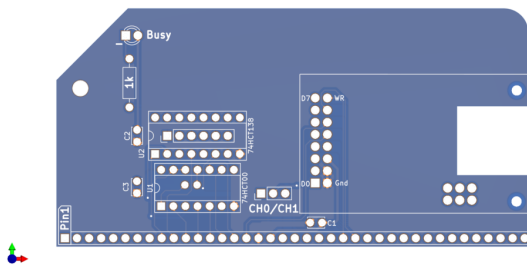 Busy
1k
D7 WR
C2
U2
74HCT138
C3
U1
74HCT00
D0 Gnd
CH0/CH1
C1
Pin1